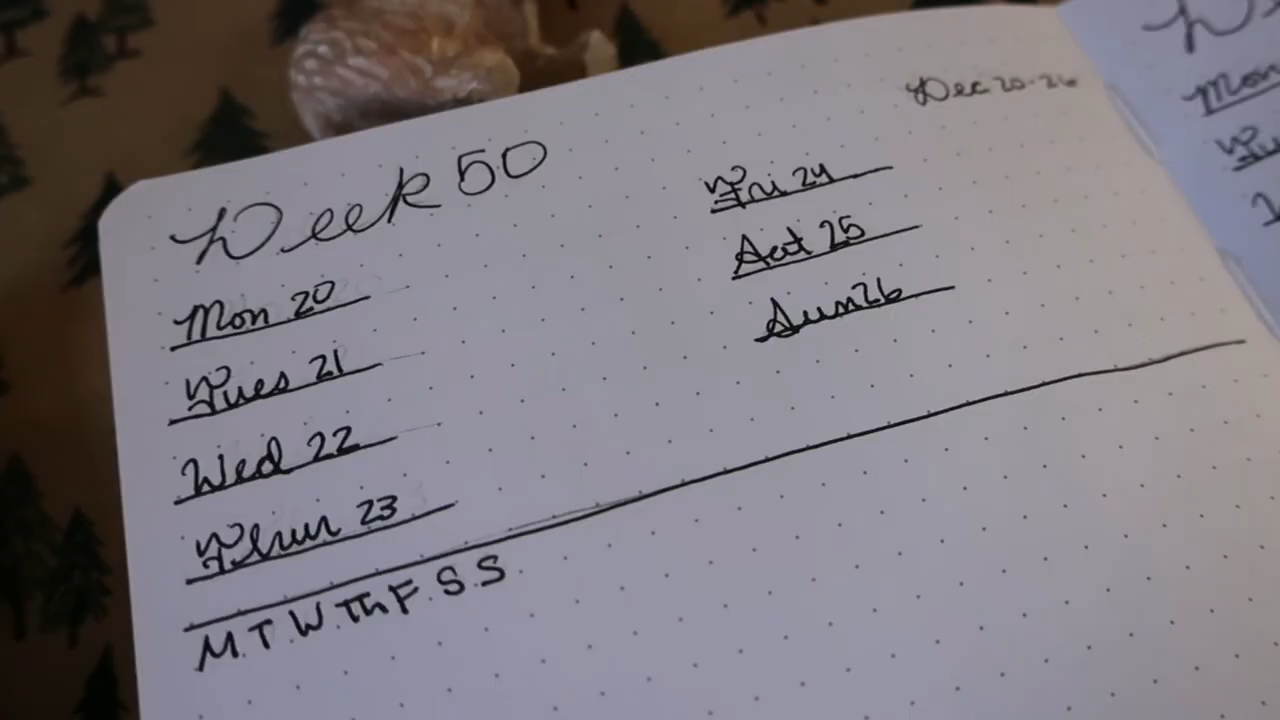 Week 50
Mon 20
Tues 21
Wed 22
Thur 23
Dec 20-26
Fri 24
Sat 25
Sun 26
M T W Th F S S
Mon